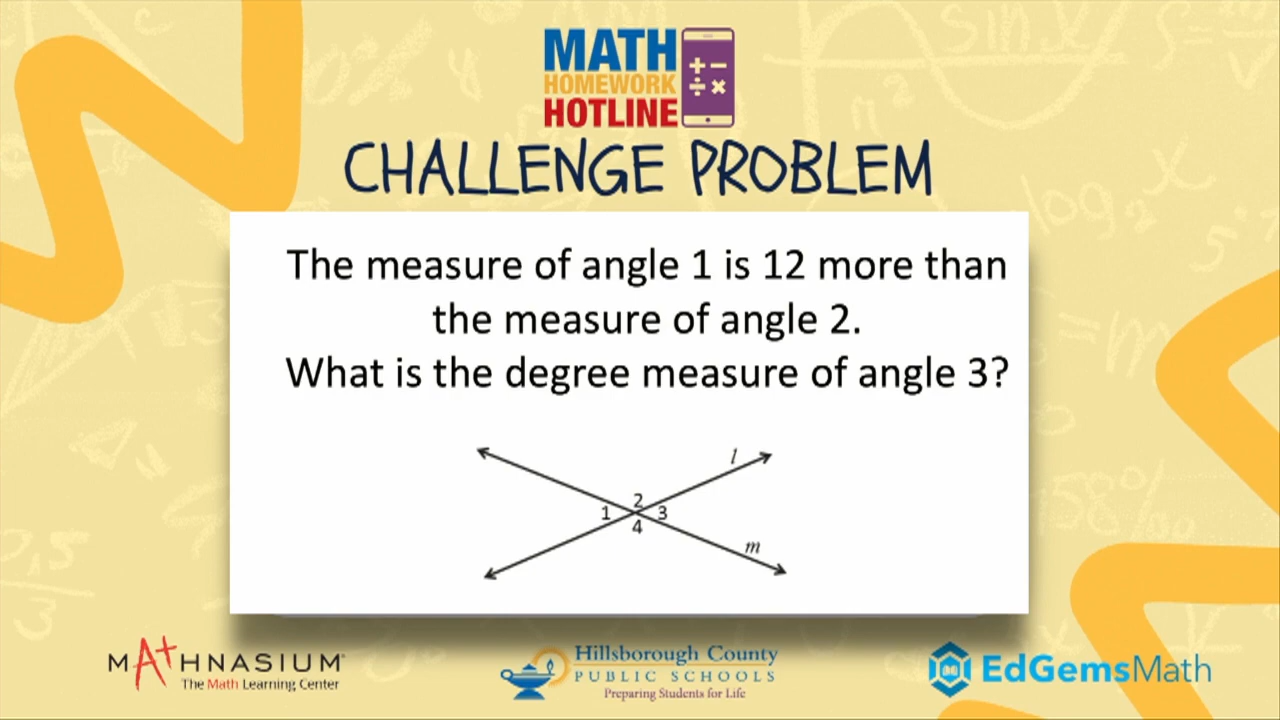 MATH
HOMEWORK
HOTLINE
+ −
÷ ×
CHALLENGE PROBLEM
The measure of angle 1 is 12 more than
the measure of angle 2.
What is the degree measure of angle 3?
l
2
1 3
4
m
MATHNASIUM
The Math Learning Center
Hillsborough County
PUBLIC SCHOOLS
Preparing Students for Life
EdGemsMath